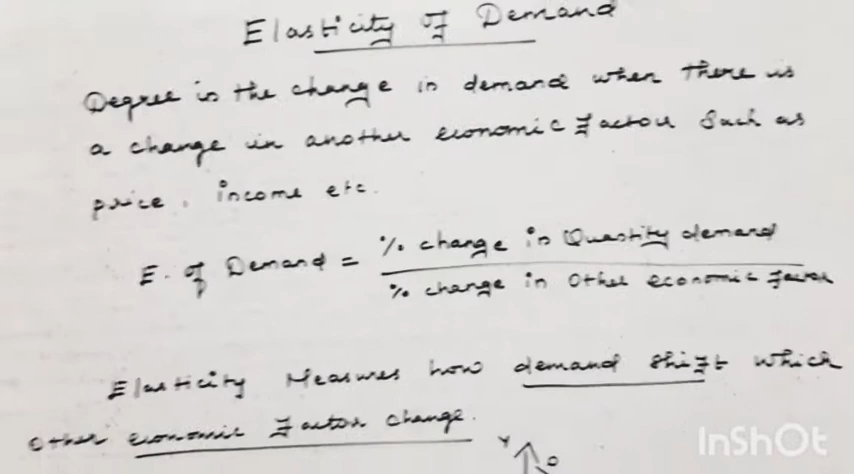 Elasticity of Demand
Degree is the change in demand when there is
a change in another economic factor Such as
price, income etc.
E. of Demand = % change in Quantity demand
% change in Other economic factor
Elasticity Measures how demand shift which
other economic Factor change.
Y
D
InShOt